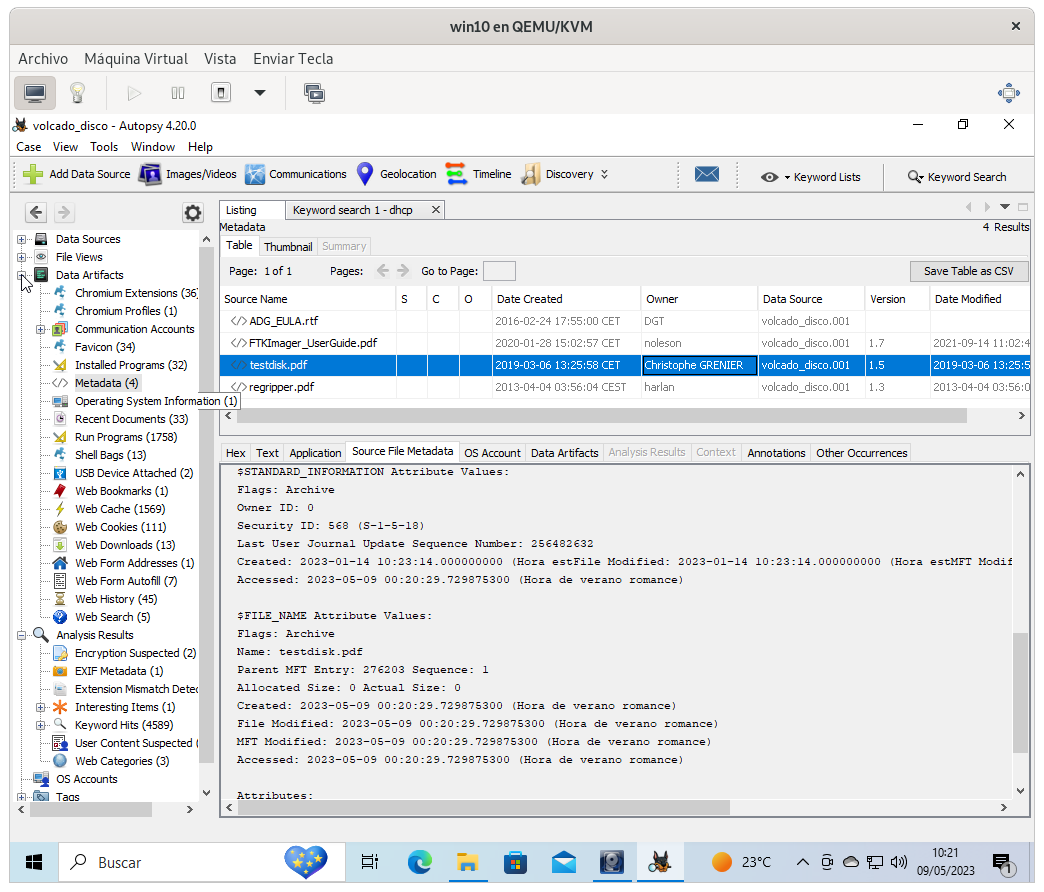 win10 en QEMU/KVM
Archivo Máquina Virtual Vista Enviar Tecla
volcado_disco - Autopsy 4.20.0
Case View Tools Window Help
Add Data Source Images/Videos Communications Geolocation Timeline Discovery Keyword Lists Keyword Search
Listing Keyword search 1 - dhcp
Metadata 4 Results
Table Thumbnail Summary
Page: 1 of 1 Pages: Go to Page: Save Table as CSV
Source Name S C O Date Created Owner Data Source Version Date Modified
ADG_EULA.rtf 2016-02-24 17:55:00 CET DGT volcado_disco.001
FTKImager_UserGuide.pdf 2020-01-28 15:02:57 CET noleson volcado_disco.001 1.7 2021-09-14 11:02:4
testdisk.pdf 2019-03-06 13:25:58 CET Christophe GRENIER volcado_disco.001 1.5 2019-03-06 13:25:5
regripper.pdf 2013-04-04 03:56:04 CEST harlan volcado_disco.001 1.3 2013-04-04 03:56:0
Data Sources
File Views
Data Artifacts
Chromium Extensions (36)
Chromium Profiles (1)
Communication Accounts
Favicon (34)
Installed Programs (32)
Metadata (4)
Operating System Information (1)
Recent Documents (33)
Run Programs (1758)
Shell Bags (13)
USB Device Attached (2)
Web Bookmarks (1)
Web Cache (1569)
Web Cookies (111)
Web Downloads (13)
Web Form Addresses (1)
Web Form Autofill (7)
Web History (45)
Web Search (5)
Analysis Results
Encryption Suspected (2)
EXIF Metadata (1)
Extension Mismatch Detec
Interesting Items (1)
Keyword Hits (4589)
User Content Suspected (
Web Categories (3)
OS Accounts
Tags
Hex Text Application Source File Metadata OS Account Data Artifacts Analysis Results Context Annotations Other Occurrences
$STANDARD_INFORMATION Attribute Values:
Flags: Archive
Owner ID: 0
Security ID: 568 (S-1-5-18)
Last User Journal Update Sequence Number: 256482632
Created: 2023-01-14 10:23:14.000000000 (Hora estFile Modified: 2023-01-14 10:23:14.000000000 (Hora estMFT Modif
Accessed: 2023-05-09 00:20:29.729875300 (Hora de verano romance)
$FILE_NAME Attribute Values:
Flags: Archive
Name: testdisk.pdf
Parent MFT Entry: 276203 Sequence: 1
Allocated Size: 0 Actual Size: 0
Created: 2023-05-09 00:20:29.729875300 (Hora de verano romance)
File Modified: 2023-05-09 00:20:29.729875300 (Hora de verano romance)
MFT Modified: 2023-05-09 00:20:29.729875300 (Hora de verano romance)
Accessed: 2023-05-09 00:20:29.729875300 (Hora de verano romance)
Attributes:
Buscar 23°C 10:21
09/05/2023 1